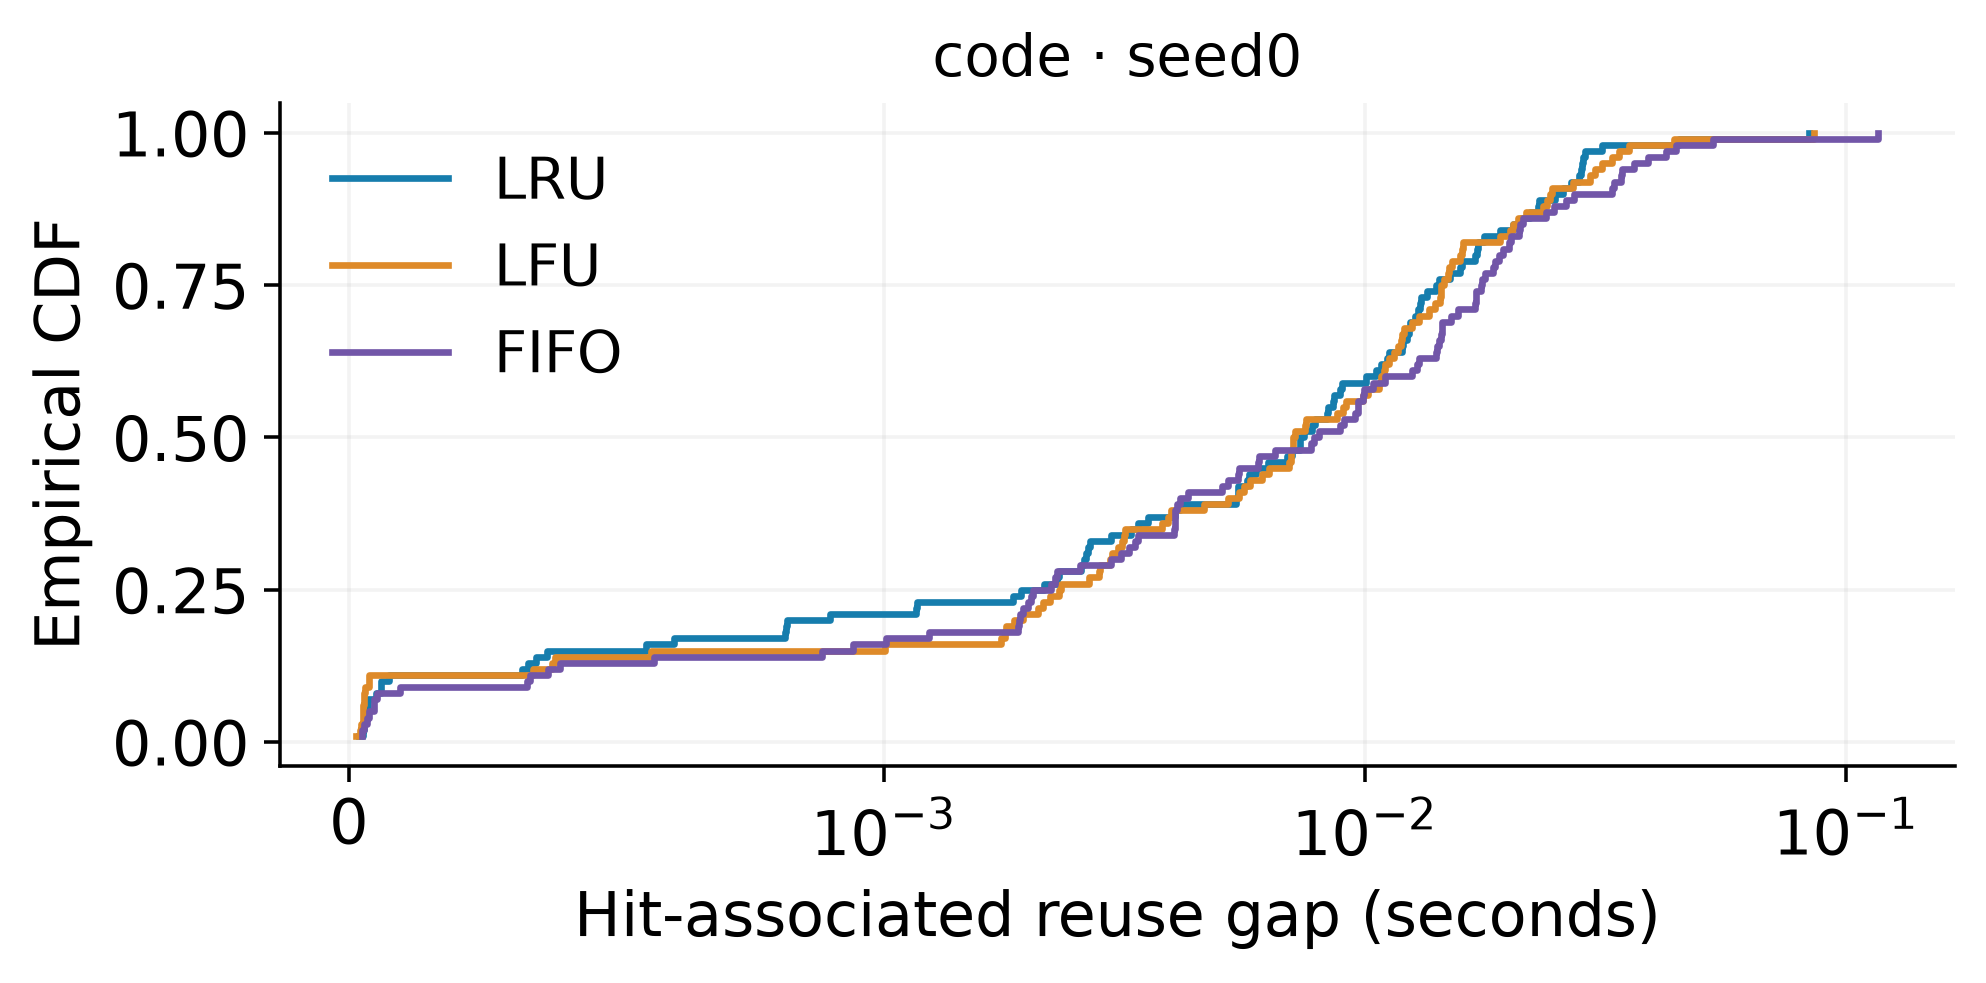 code · seed0
Empirical CDF
1.00
0.75
0.50
0.25
0.00
LRU
LFU
FIFO
0
10⁻³
10⁻²
10⁻¹
Hit-associated reuse gap (seconds)